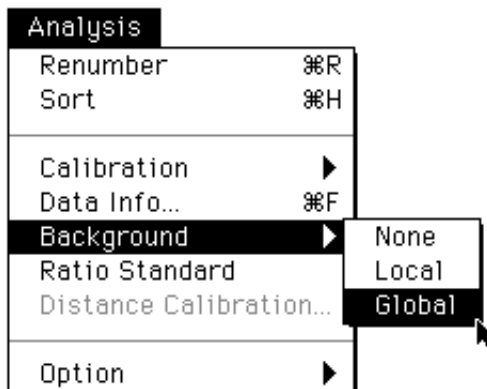 Analysis
Renumber ⌘R
Sort ⌘H
Calibration
Data Info... ⌘F
Background
None
Ratio Standard
Local
Distance Calibration...
Global
Option